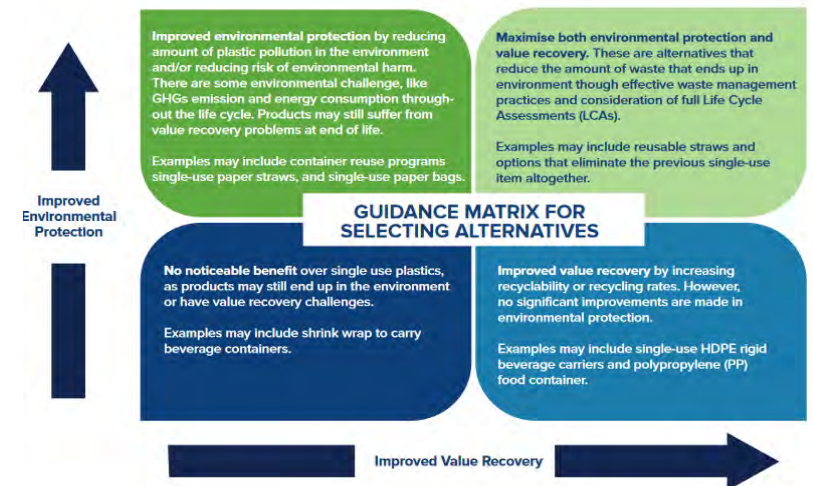 Improved environmental protection by reducing
amount of plastic pollution in the environment
and/or reducing risk of environmental harm.
There are some environmental challenge, like
GHGs emission and energy consumption through-
out the life cycle. Products may still suffer from
value recovery problems at end of life.
Examples may include container reuse programs
single-use paper straws, and single-use paper bags.
Maximise both environmental protection and
value recovery. These are alternatives that
reduce the amount of waste that ends up in
environment though effective waste management
practices and consideration of full Life Cycle
Assessments (LCAs).
Examples may include reusable straws and
options that eliminate the previous single-use
item altogether.
Improved
Environmental
Protection
GUIDANCE MATRIX FOR
SELECTING ALTERNATIVES
No noticeable benefit over single use plastics,
as products may still end up in the environment
or have value recovery challenges.
Examples may include shrink wrap to carry
beverage containers.
Improved value recovery by increasing
recyclability or recycling rates. However,
no significant improvements are made in
environmental protection.
Examples may include single-use HDPE rigid
beverage carriers and polypropylene (PP)
food container.
Improved Value Recovery